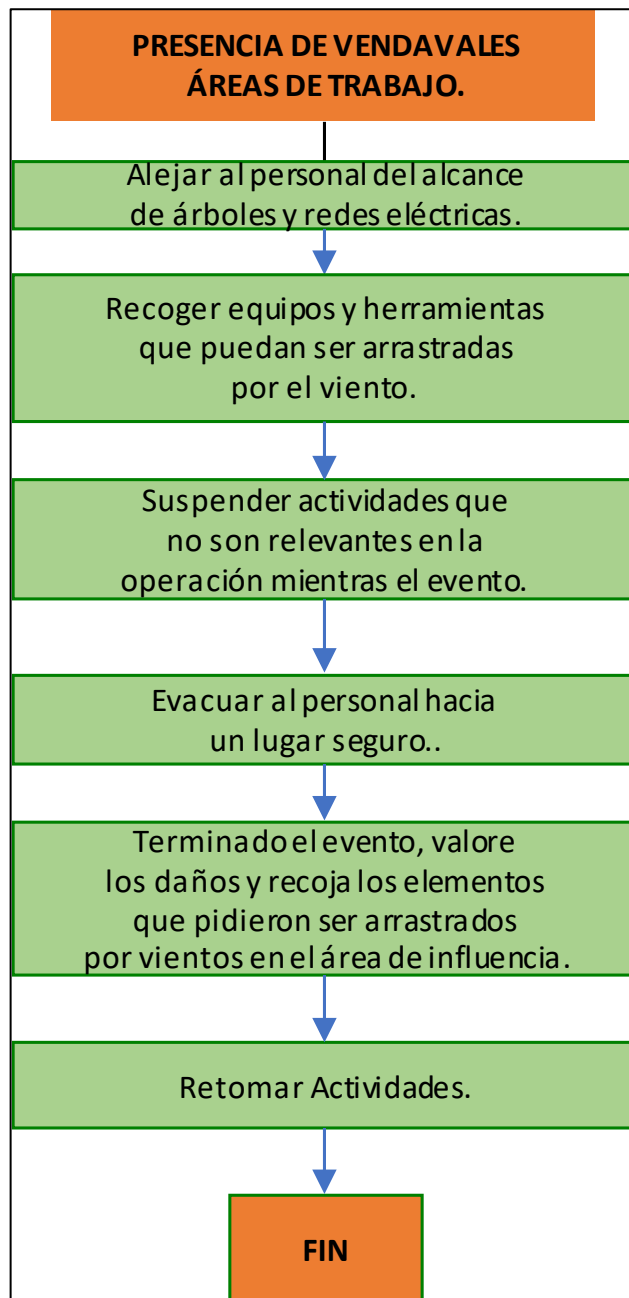 PRESENCIA DE VENDAVALES
ÁREAS DE TRABAJO.
Alejar al personal del alcance
de árboles y redes eléctricas.
Recoger equipos y herramientas
que puedan ser arrastradas
por el viento.
Suspender actividades que
no son relevantes en la
operación mientras el evento.
Evacuar al personal hacia
un lugar seguro..
Terminado el evento, valore
los daños y recoja los elementos
que pidieron ser arrastrados
por vientos en el área de influencia.
Retomar Actividades.
FIN